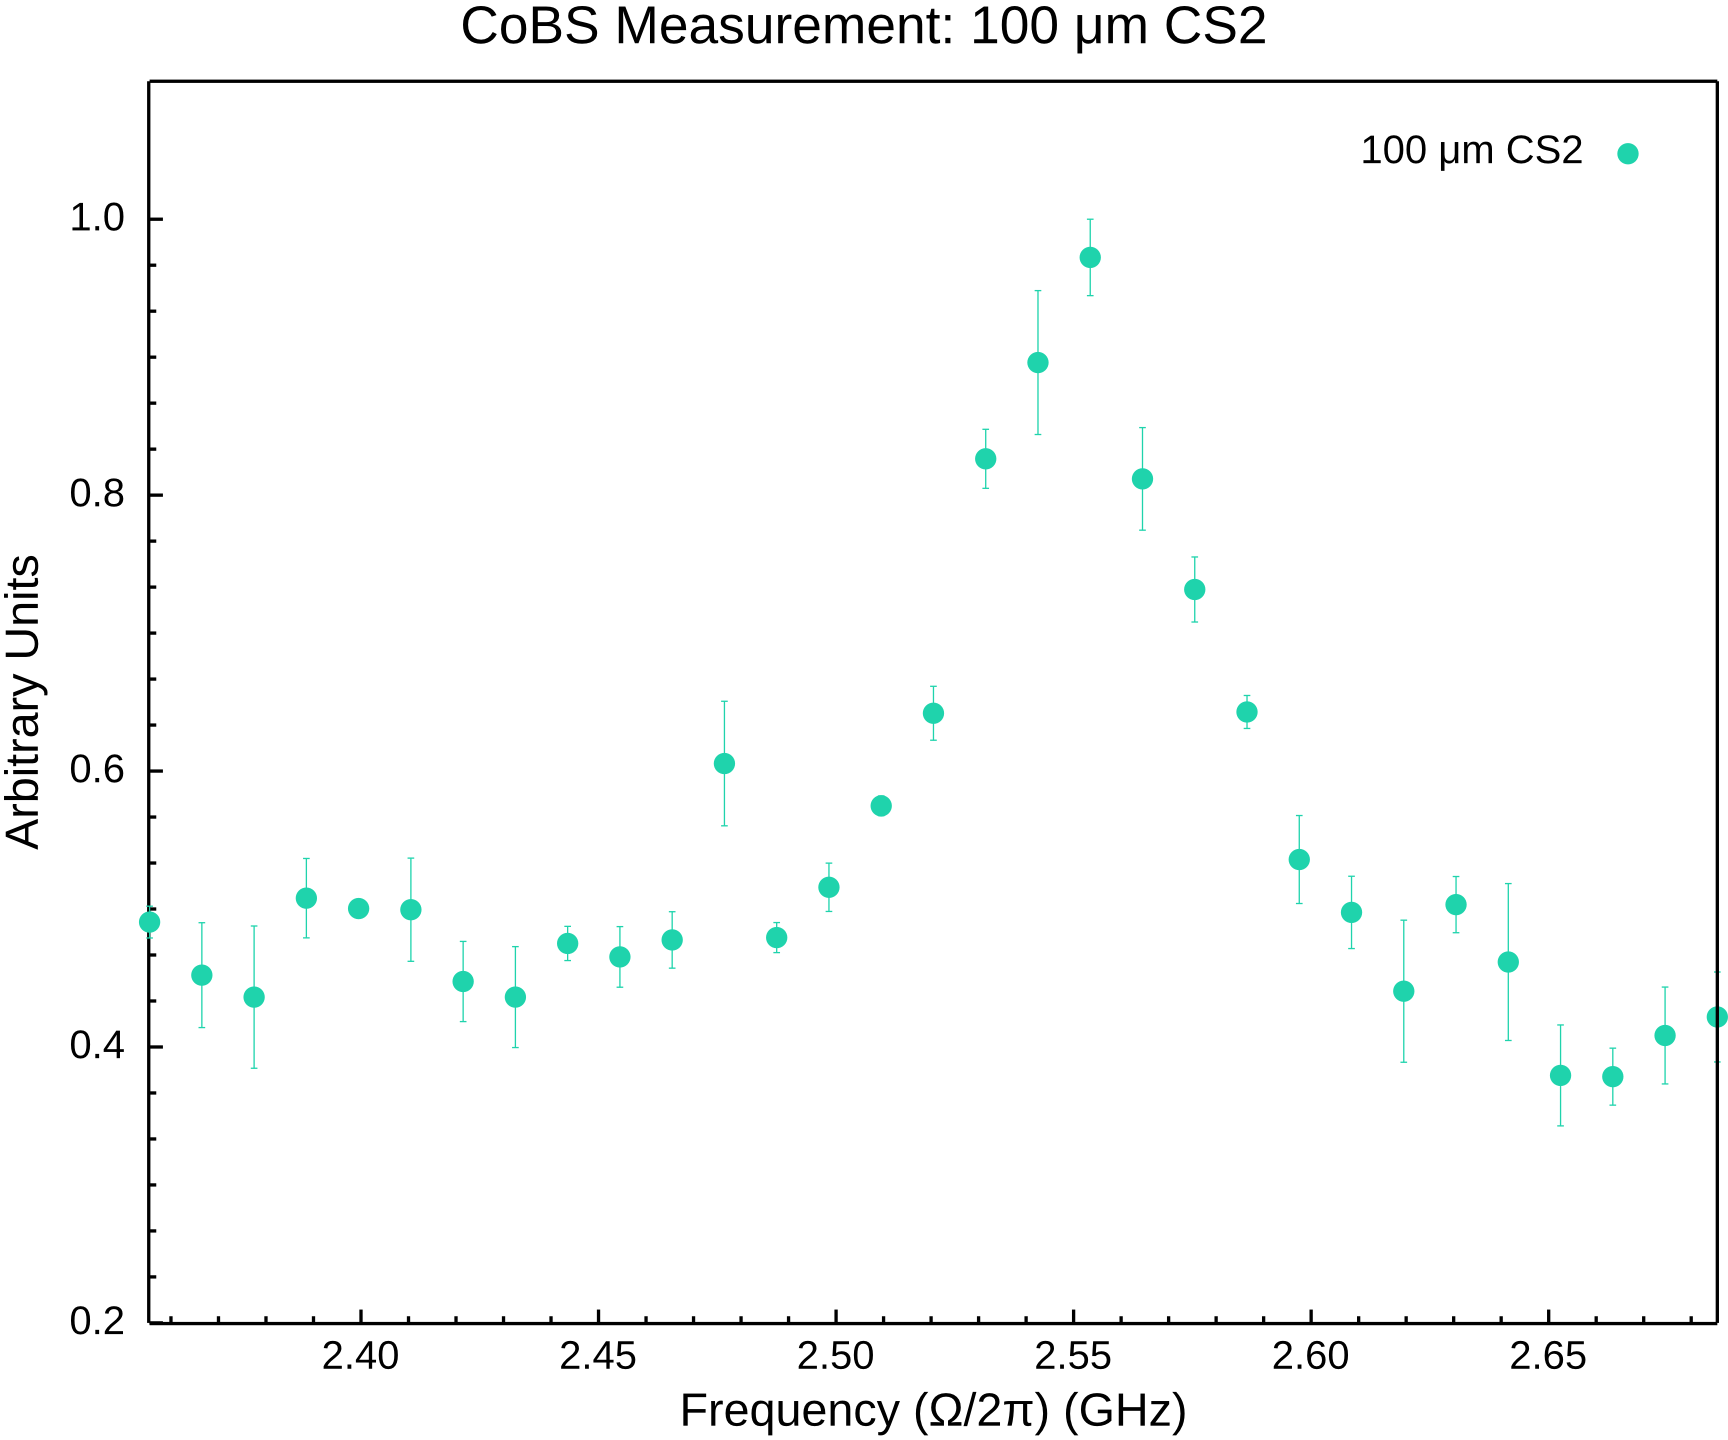 CoBS Measurement: 100 μm CS2
100 μm CS2
1.0
0.8
0.6
0.4
0.2
Arbitrary Units
2.40 2.45 2.50 2.55 2.60 2.65
Frequency (Ω/2π) (GHz)